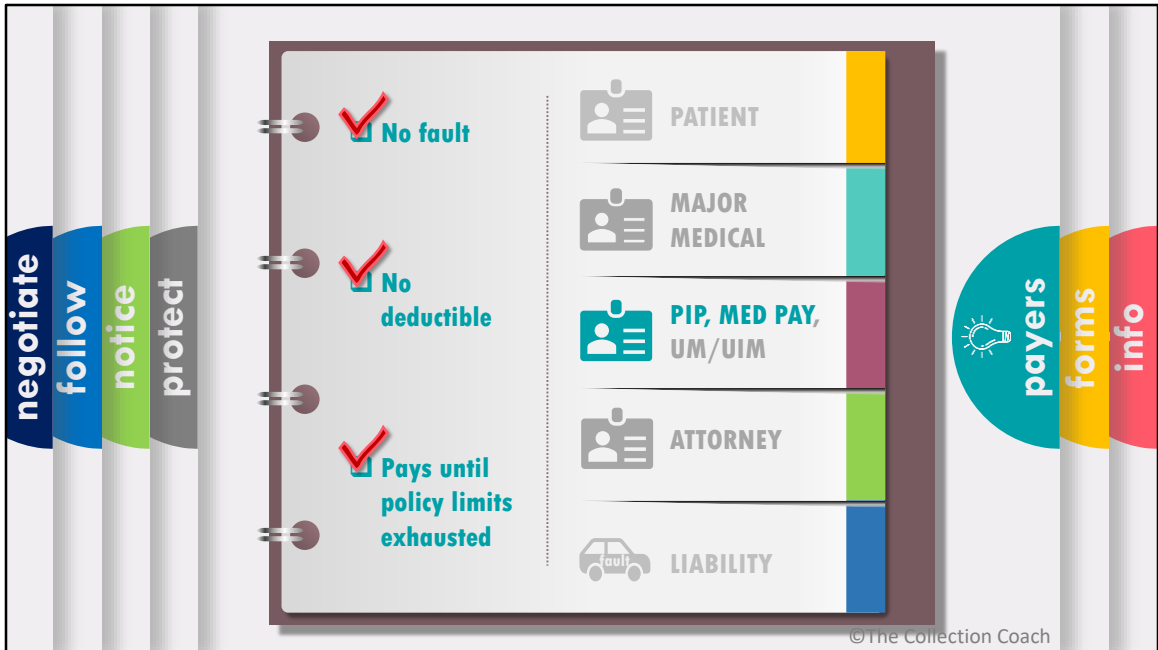 negotiate
follow
notice
protect
No fault
No
deductible
Pays until
policy limits
exhausted
PATIENT
MAJOR
MEDICAL
PIP, MED PAY,
UM/UIM
ATTORNEY
fault
LIABILITY
payers
forms
info
©The Collection Coach